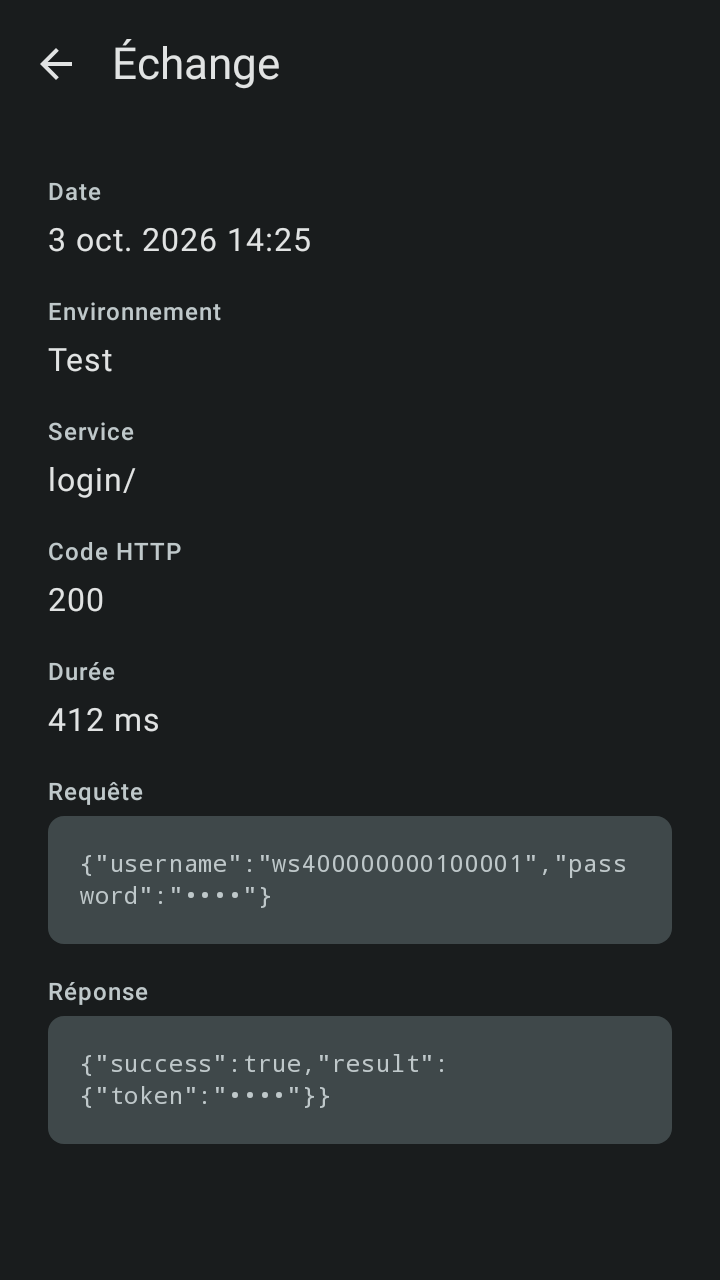 Échange
Date
3 oct. 2026 14:25
Environnement
Test
Service
login/
Code HTTP
200
Durée
412 ms
Requête
{"username":"ws400000000100001","pass
word":"••••"}
Réponse
{"success":true,"result":
{"token":"••••"}}